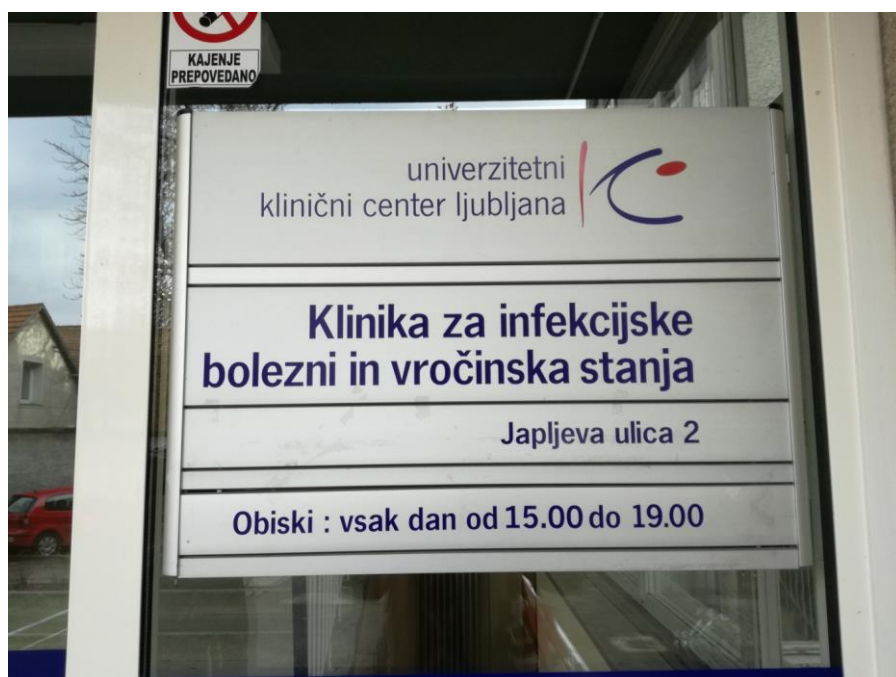 KAJENJE
PREPOVEDANO
univerzitetni
klinični center ljubljana
Klinika za infekcijske
bolezni in vročinska stanja
Japljeva ulica 2
Obiski : vsak dan od 15.00 do 19.00